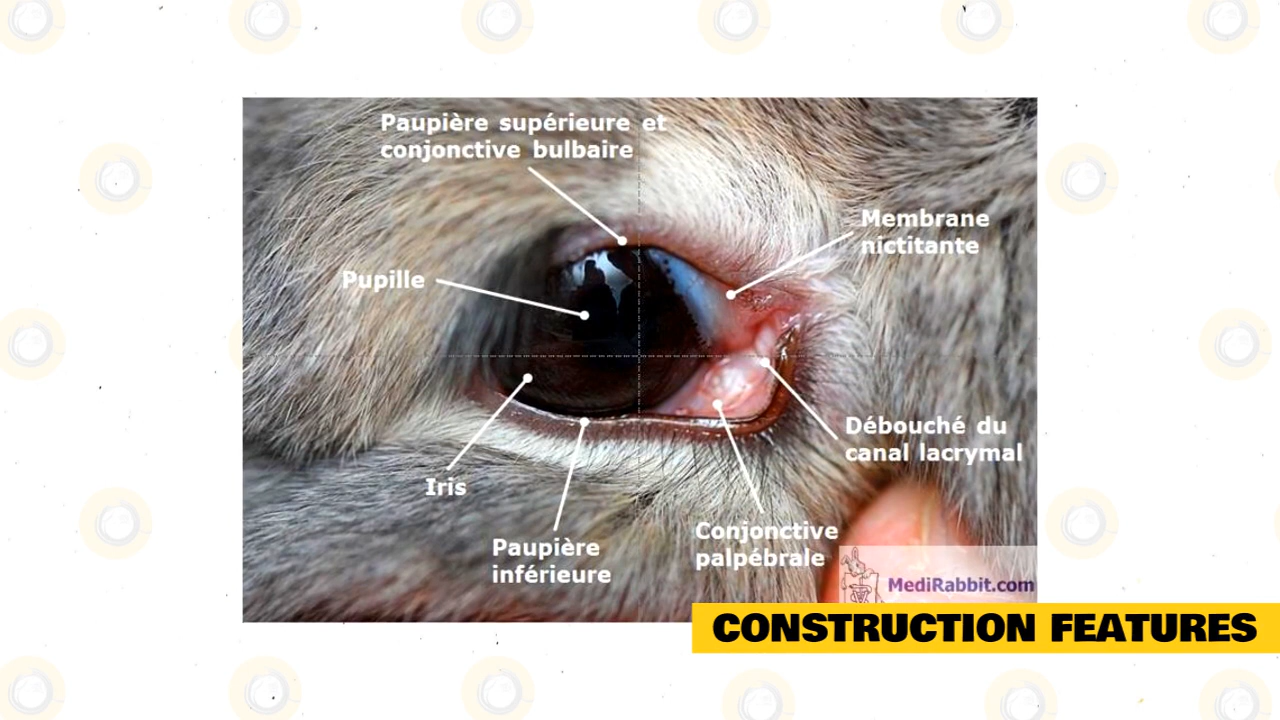 Paupière supérieure et
conjonctive bulbaire
Membrane
nictitante
Pupille
Débouché du
canal lacrymal
Iris
Conjonctive
palpébrale
Paupière
inférieure
MediRabbit.com
CONSTRUCTION FEATURES